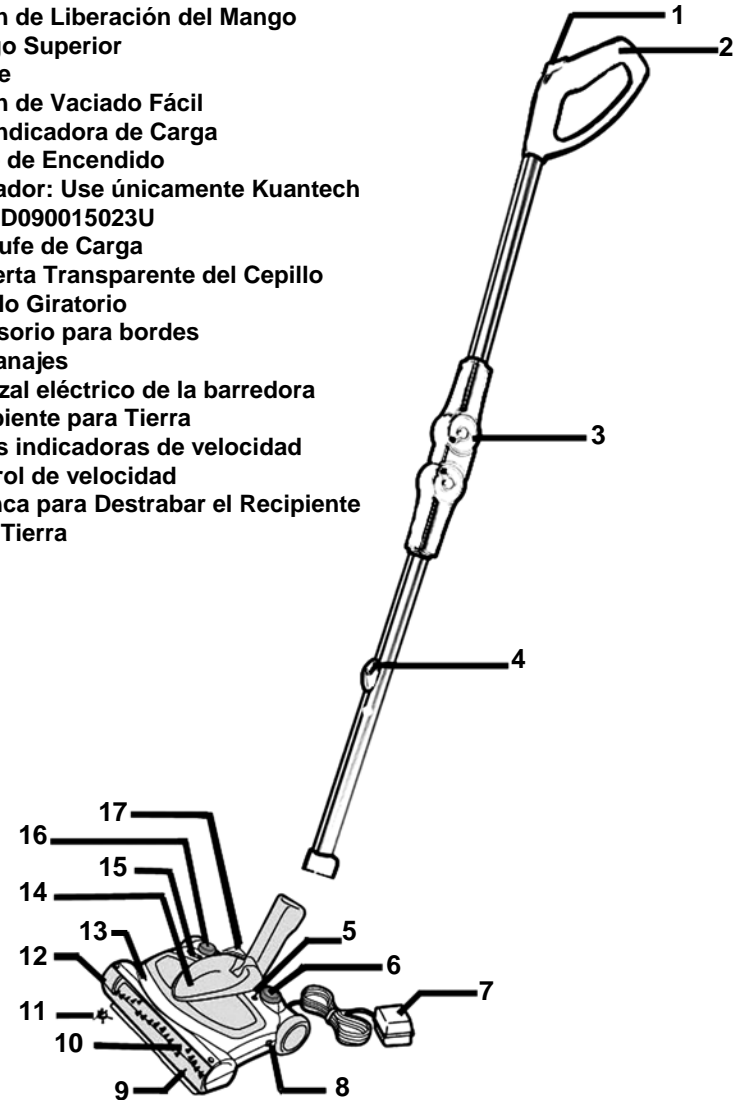 n de Liberación del Mango
go Superior
e
n de Vaciado Fácil
ndicadora de Carga
de Encendido
ador: Use únicamente Kuantech
D090015023U
ufe de Carga
erta Transparente del Cepillo
lo Giratorio
sorio para bordes
anajes
zal eléctrico de la barredora
piente para Tierra
s indicadoras de velocidad
rol de velocidad
nca para Destrabar el Recipiente
Tierra
1
2
3
4
17
16
15
14
13
12
11
10
9
5
6
7
8